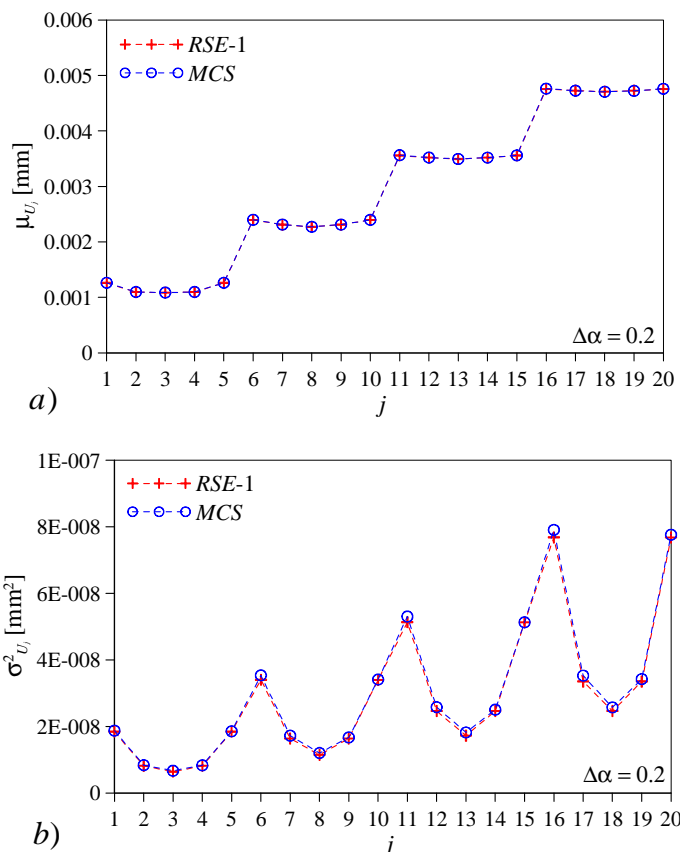 0.006
0.005
0.004
0.003
0.002
0.001
0
μ_{U_j} [mm]
RSE-1
MCS
Δα = 0.2
1 2 3 4 5 6 7 8 9 10 11 12 13 14 15 16 17 18 19 20
a)
j
1E-007
8E-008
6E-008
4E-008
2E-008
0
σ²_{U_j} [mm²]
RSE-1
MCS
Δα = 0.2
1 2 3 4 5 6 7 8 9 10 11 12 13 14 15 16 17 18 19 20
b)
j